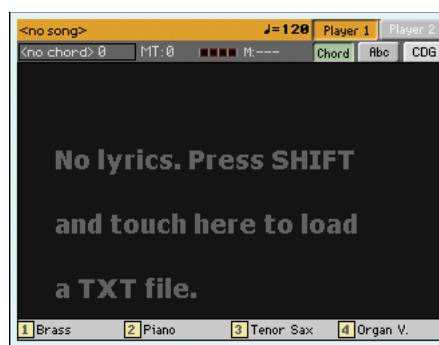 <no song> ♩=120 Player 1 Player 2
<no chord> 0 MT:0 M:--- Chord Abc CDG
No lyrics. Press SHIFT
and touch here to load
a TXT file.
1 Brass 2 Piano 3 Tenor Sax 4 Organ V.